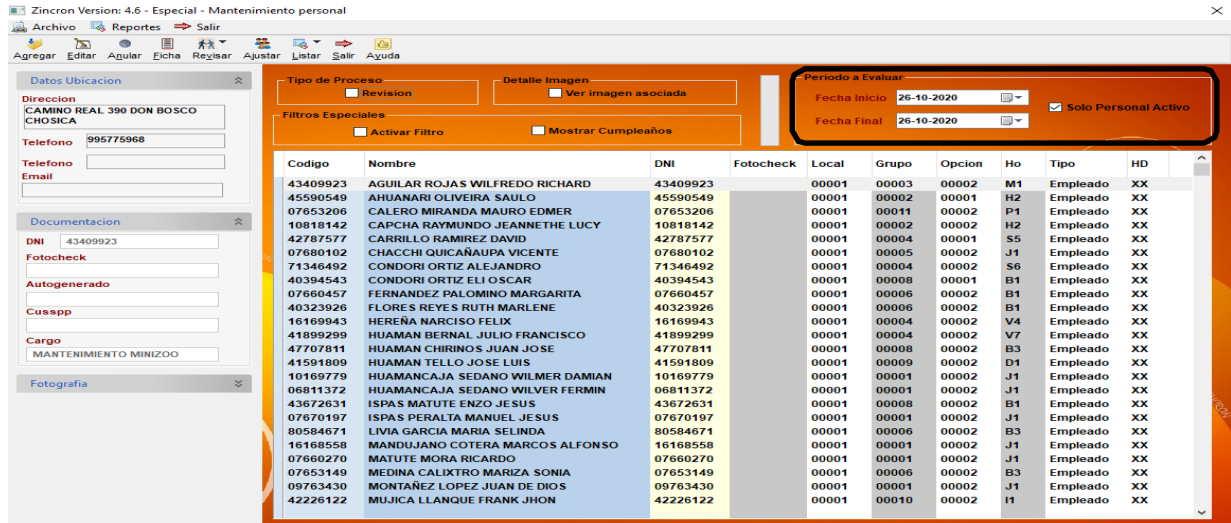 Zincron Version: 4.6 - Especial - Mantenimiento personal
Archivo Reportes Salir
Agregar Editar Anular Ficha Revisar Ajustar Listar Salir Ayuda
Datos Ubicacion
Direccion
CAMINO REAL 390 DON BOSCO
CHOSICA
Telefono 995775968
Telefono
Email
Documentacion
DNI 43409923
Fotocheck
Autogenerado
Cusspp
Cargo
MANTENIMIENTO MINIZOO
Fotografia
Tipo de Proceso
Revision
Detalle Imagen
Ver imagen asociada
Filtros Especiales
Activar Filtro Mostrar Cumpleaños
Periodo a Evaluar
Fecha Inicio 26-10-2020
Fecha Final 26-10-2020
Solo Personal Activo
Codigo Nombre DNI Fotocheck Local Grupo Opcion Ho Tipo HD
43409923 AGUILAR ROJAS WILFREDO RICHARD 43409923 00001 00003 00002 M1 Empleado XX
45590549 AHUANARI OLIVEIRA SAULO 45590549 00001 00002 00001 H2 Empleado XX
07653206 CALERO MIRANDA MAURO EDMER 07653206 00001 00011 00002 P1 Empleado XX
10818142 CAPCHA RAYMUNDO JEANNETHE LUCY 10818142 00001 00002 00002 H2 Empleado XX
42787577 CARRILLO RAMIREZ DAVID 42787577 00001 00004 00001 S5 Empleado XX
07680102 CHACCHI QUICAÑAUPA VICENTE 07680102 00001 00005 00002 J1 Empleado XX
71346492 CONDORI ORTIZ ALEJANDRO 71346492 00001 00004 00002 S6 Empleado XX
40394543 CONDORI ORTIZ ELI OSCAR 40394543 00001 00008 00001 B1 Empleado XX
07660457 FERNANDEZ PALOMINO MARGARITA 07660457 00001 00006 00002 B1 Empleado XX
40323926 FLORES REYES RUTH MARLENE 40323926 00001 00006 00002 B1 Empleado XX
16169943 HEREÑA NARCISO FELIX 16169943 00001 00004 00002 V4 Empleado XX
41899299 HUAMAN BERNAL JULIO FRANCISCO 41899299 00001 00004 00002 V7 Empleado XX
47707811 HUAMAN CHIRINOS JUAN JOSE 47707811 00001 00008 00002 B3 Empleado XX
41591809 HUAMAN TELLO JOSE LUIS 41591809 00001 00009 00002 D1 Empleado XX
10169779 HUAMANCAJA SEDANO WILMER DAMIAN 10169779 00001 00001 00002 J1 Empleado XX
06811372 HUAMANCAJA SEDANO WILVER FERMIN 06811372 00001 00001 00002 J1 Empleado XX
43672631 ISPAS MATUTE ENZO JESUS 43672631 00001 00008 00002 B1 Empleado XX
07670197 ISPAS PERALTA MANUEL JESUS 07670197 00001 00001 00002 J1 Empleado XX
80584671 LIVIA GARCIA MARIA SELINDA 80584671 00001 00006 00002 B3 Empleado XX
16168558 MANDUJANO COTERA MARCOS ALFONSO 16168558 00001 00001 00002 J1 Empleado XX
07660270 MATUTE MORA RICARDO 07660270 00001 00001 00002 J1 Empleado XX
07653149 MEDINA CALIXTRO MARIZA SONIA 07653149 00001 00006 00002 B3 Empleado XX
09763430 MONTAÑEZ LOPEZ JUAN DE DIOS 09763430 00001 00001 00002 J1 Empleado XX
42226122 MUJICA LLANQUE FRANK JHON 42226122 00001 00010 00002 I1 Empleado XX